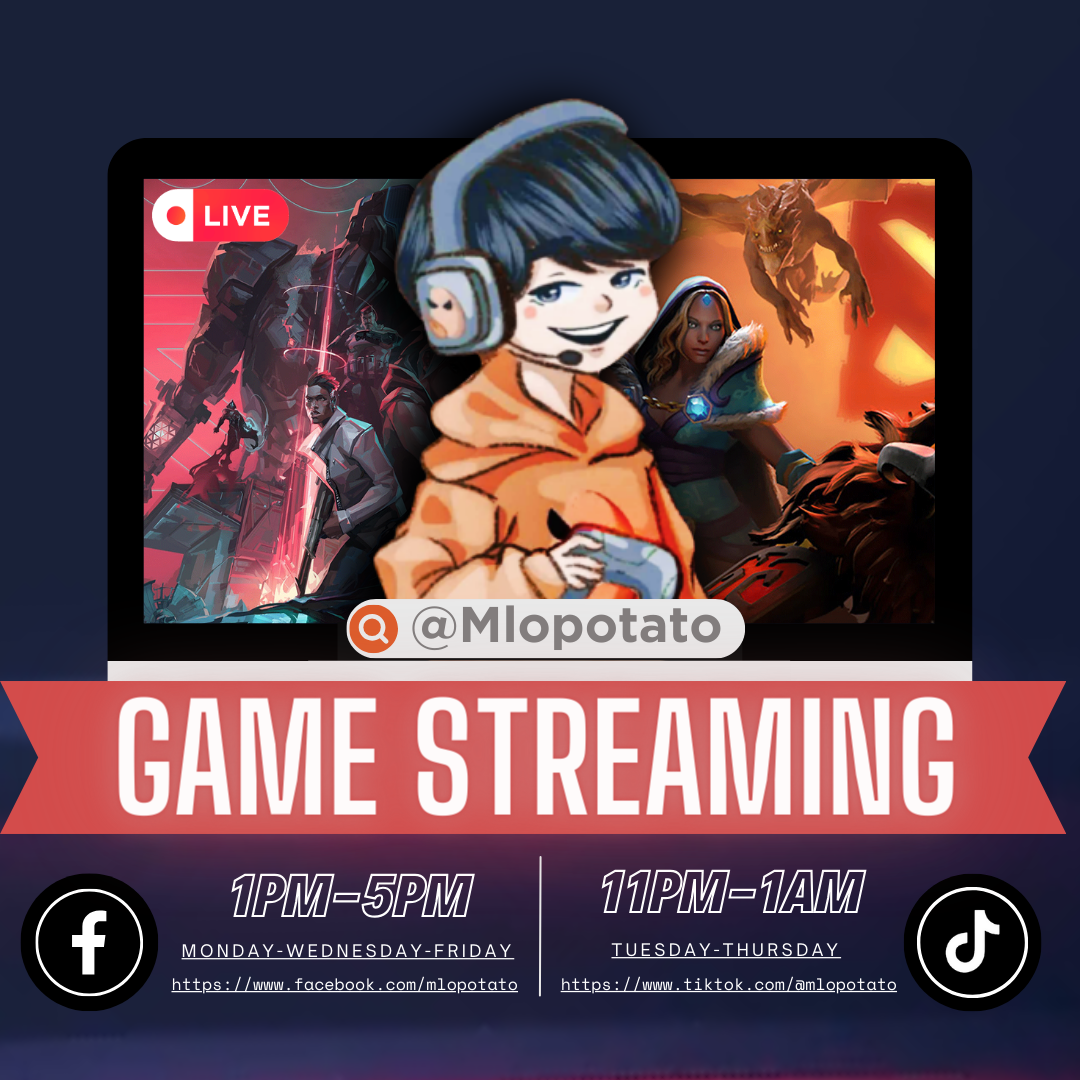 LIVE
@Mlopotato
GAME STREAMING
1PM-5PM
MONDAY-WEDNESDAY-FRIDAY
https://www.facebook.com/mlopotato
11PM-1AM
TUESDAY-THURSDAY
https://www.tiktok.com/@mlopotato